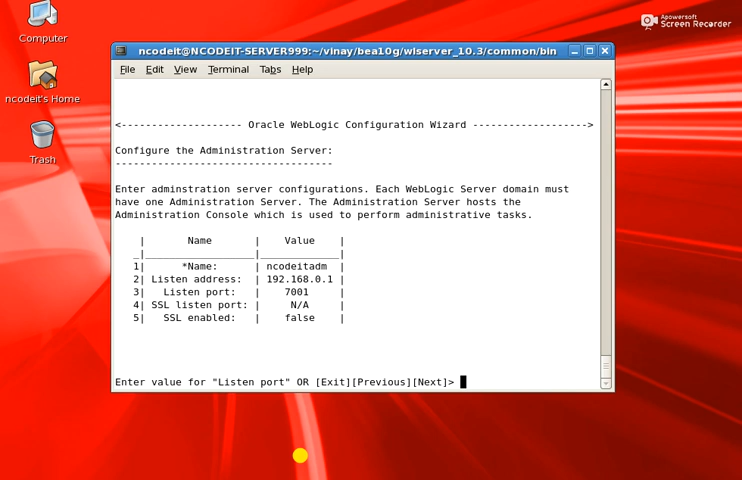 Apowersoft
Screen Recorder
Computer
ncodeit's Home
Trash
ncodeit@NCODEIT-SERVER999:~/vinay/bea10g/wlserver_10.3/common/bin
File Edit View Terminal Tabs Help
<------------------- Oracle WebLogic Configuration Wizard ------------------>
Configure the Administration Server:
----------------------------------
Enter adminstration server configurations. Each WebLogic Server domain must
have one Administration Server. The Administration Server hosts the
Administration Console which is used to perform administrative tasks.
| Name | Value |
_|___________________|_____________|
1| *Name: | ncodeitadm |
2| Listen address: | 192.168.0.1 |
3| Listen port: | 7001 |
4| SSL listen port: | N/A |
5| SSL enabled: | false |
Enter value for "Listen port" OR [Exit][Previous][Next]>